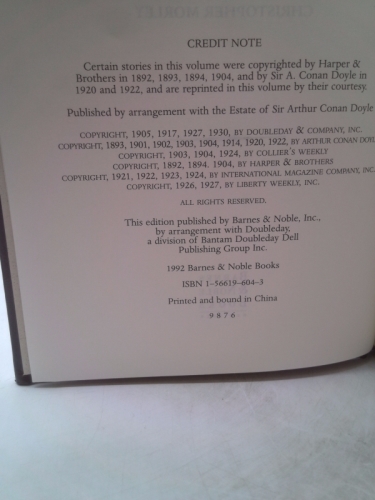 CREDIT NOTE
Certain stories in this volume were copyrighted by Harper &
Brothers in 1892, 1893, 1894, 1904, and by Sir A. Conan Doyle in
1920 and 1922, and are reprinted in this volume by their courtesy.
Published by arrangement with the Estate of Sir Arthur Conan Doyle
COPYRIGHT, 1905, 1917, 1927, 1930, BY DOUBLEDAY & COMPANY, INC.
COPYRIGHT, 1893, 1901, 1902, 1903, 1904, 1914, 1920, 1922, BY ARTHUR CONAN DOYL
COPYRIGHT, 1903, 1904, 1924, BY COLLIER'S WEEKLY
COPYRIGHT, 1892, 1894. 1904, BY HARPER & BROTHERS
COPYRIGHT, 1921, 1922, 1923, 1924, BY INTERNATIONAL MAGAZINE COMPANY, INC.
COPYRIGHT, 1926, 1927, BY LIBERTY WEEKLY, INC.
ALL RIGHTS RESERVED.
This edition published by Barnes & Noble, Inc.,
by arrangement with Doubleday,
a division of Bantam Doubleday Dell
Publishing Group Inc.
1992 Barnes & Noble Books
ISBN 1-56619-604-3
Printed and bound in China
9 8 7 6